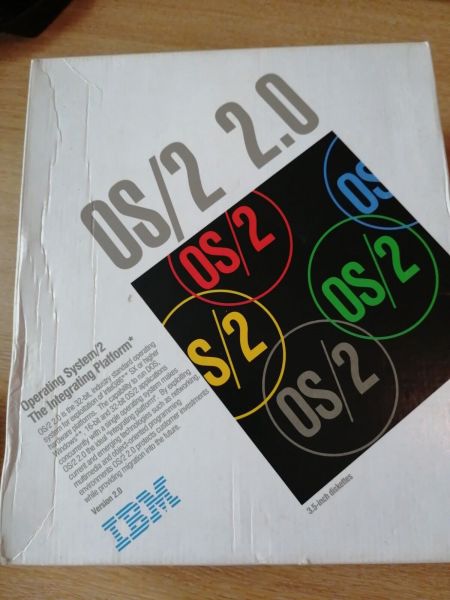 OS/2 2.0
OS/2
OS/2
OS/2
S/2
OS/2
Operating System/2
The Integrating Platform*
OS/2 2.0 is the 32-bit, industry standard operating
system for exploitation of Intel 386** SX or higher
hardware platforms. The capability to run DOS,
Windows** 16-bit and 32-bit OS/2 applications
concurrently with a single operating system makes
OS/2 2.0 the ideal "integrating platform". By exploiting
current and emerging technologies such as networking,
multimedia and object-oriented programming
environments OS/2 2.0 protects customer investments
while providing migration into the future.
Version 2.0
IBM
3.5-inch diskettes